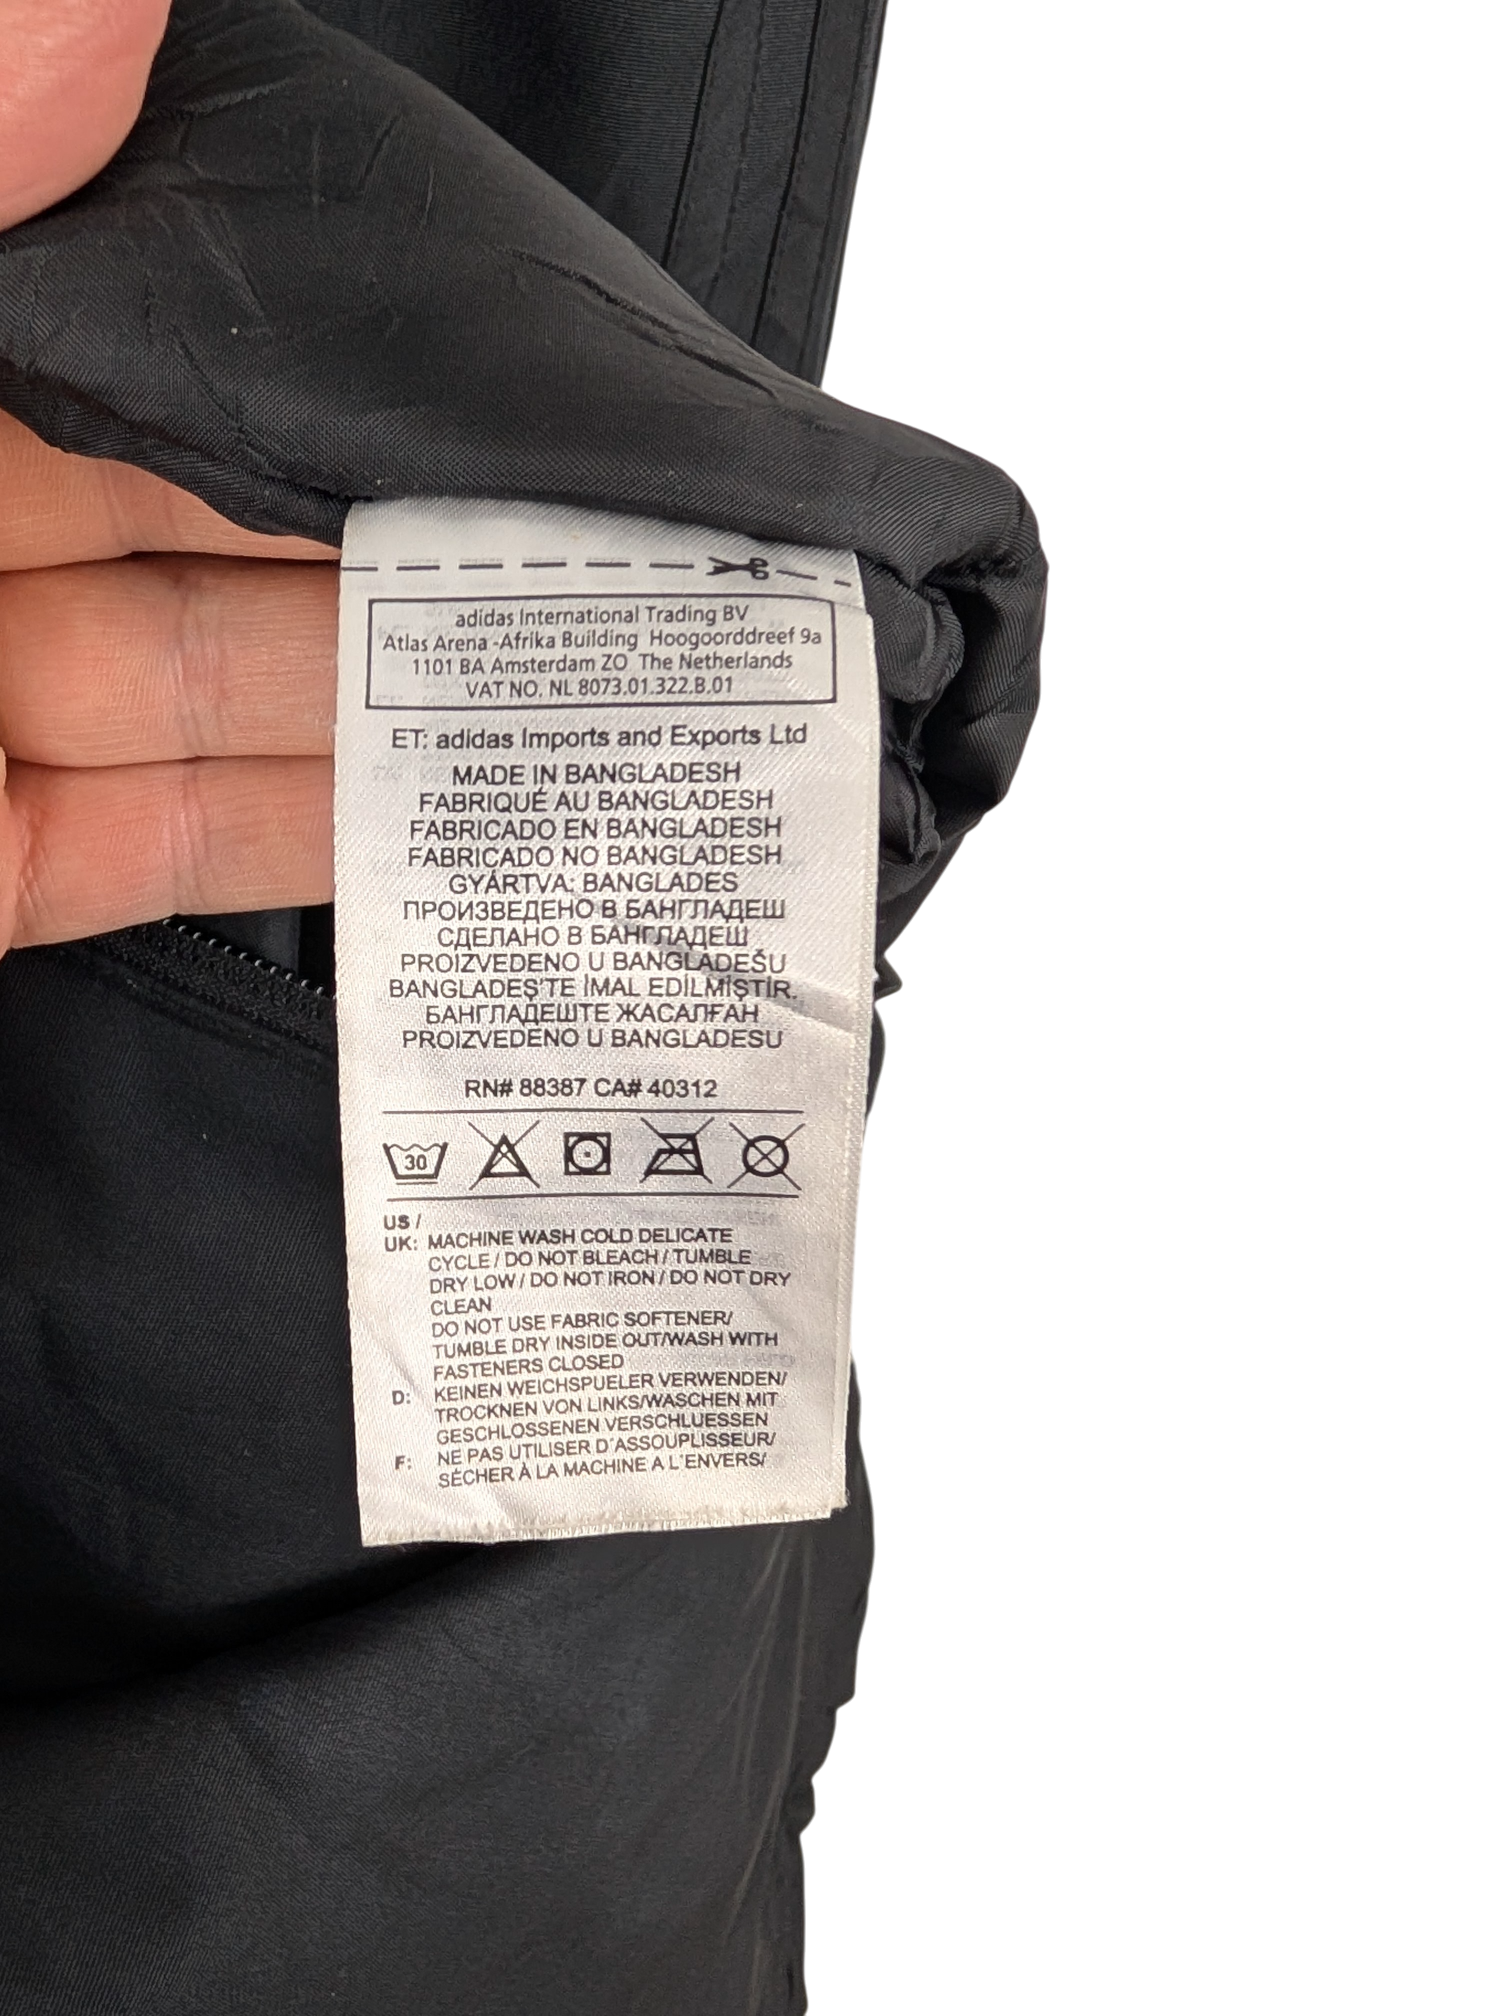 adidas International Trading BV
Atlas Arena -Afrika Building Hoogoorddreef 9a
1101 BA Amsterdam ZO The Netherlands
VAT NO. NL 8073.01.322.B.01
ET: adidas Imports and Exports Ltd
MADE IN BANGLADESH
FABRIQUÉ AU BANGLADESH
FABRICADO EN BANGLADESH
FABRICADO NO BANGLADESH
GYÁRTVA: BANGLADES
ПРОИЗВЕДЕНО В БАНГЛАДЕШ
СДЕЛАНО В БАНГЛАДЕШ
PROIZVEDENO U BANGLADEŠU
BANGLADEŞ'TE İMAL EDİLMİŞTİR.
БАНГЛАДЕШТЕ ЖАСАЛҒАН
PROIZVEDENO U BANGLADESU
RN# 88387 CA# 40312
30
US /
UK: MACHINE WASH COLD DELICATE
CYCLE / DO NOT BLEACH / TUMBLE
DRY LOW / DO NOT IRON / DO NOT DRY
CLEAN
DO NOT USE FABRIC SOFTENER/
TUMBLE DRY INSIDE OUT/WASH WITH
FASTENERS CLOSED
D: KEINEN WEICHSPUELER VERWENDEN/
TROCKNEN VON LINKS/WASCHEN MIT
GESCHLOSSENEN VERSCHLUESSEN
F: NE PAS UTILISER D'ASSOUPLISSEUR/
SÉCHER À LA MACHINE A L'ENVERS/